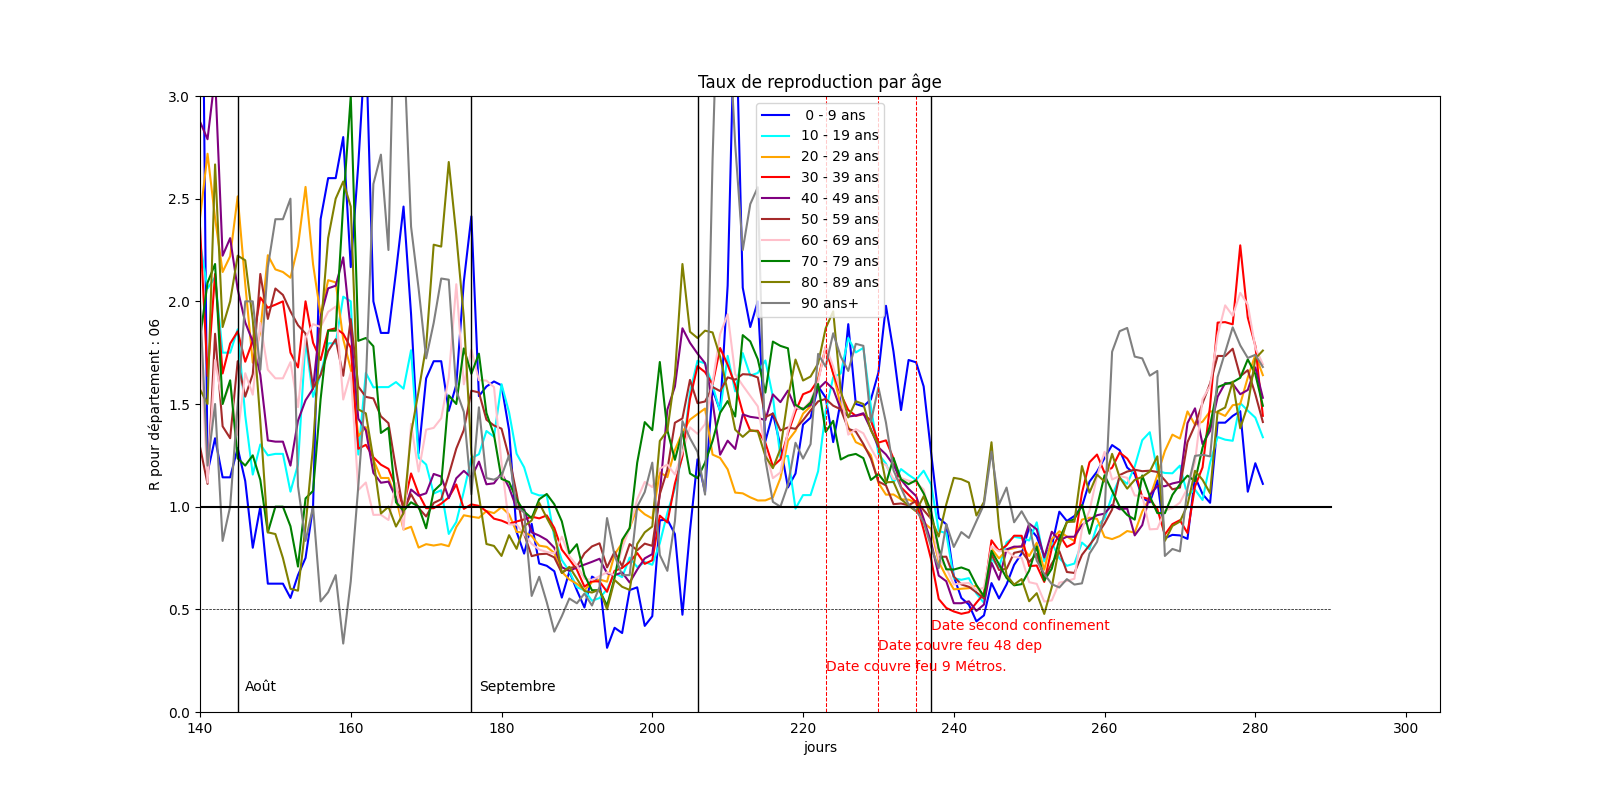 Taux de reproduction par âge
R pour département : 06
3.0
2.5
2.0
1.5
1.0
0.5
0.0
0 - 9 ans
10 - 19 ans
20 - 29 ans
30 - 39 ans
40 - 49 ans
50 - 59 ans
60 - 69 ans
70 - 79 ans
80 - 89 ans
90 ans+
Date second confinement
Date couvre feu 48 dep
Date couvre feu 9 Métros.
Août
Septembre
140
160
180
200
220
240
260
280
300
jours